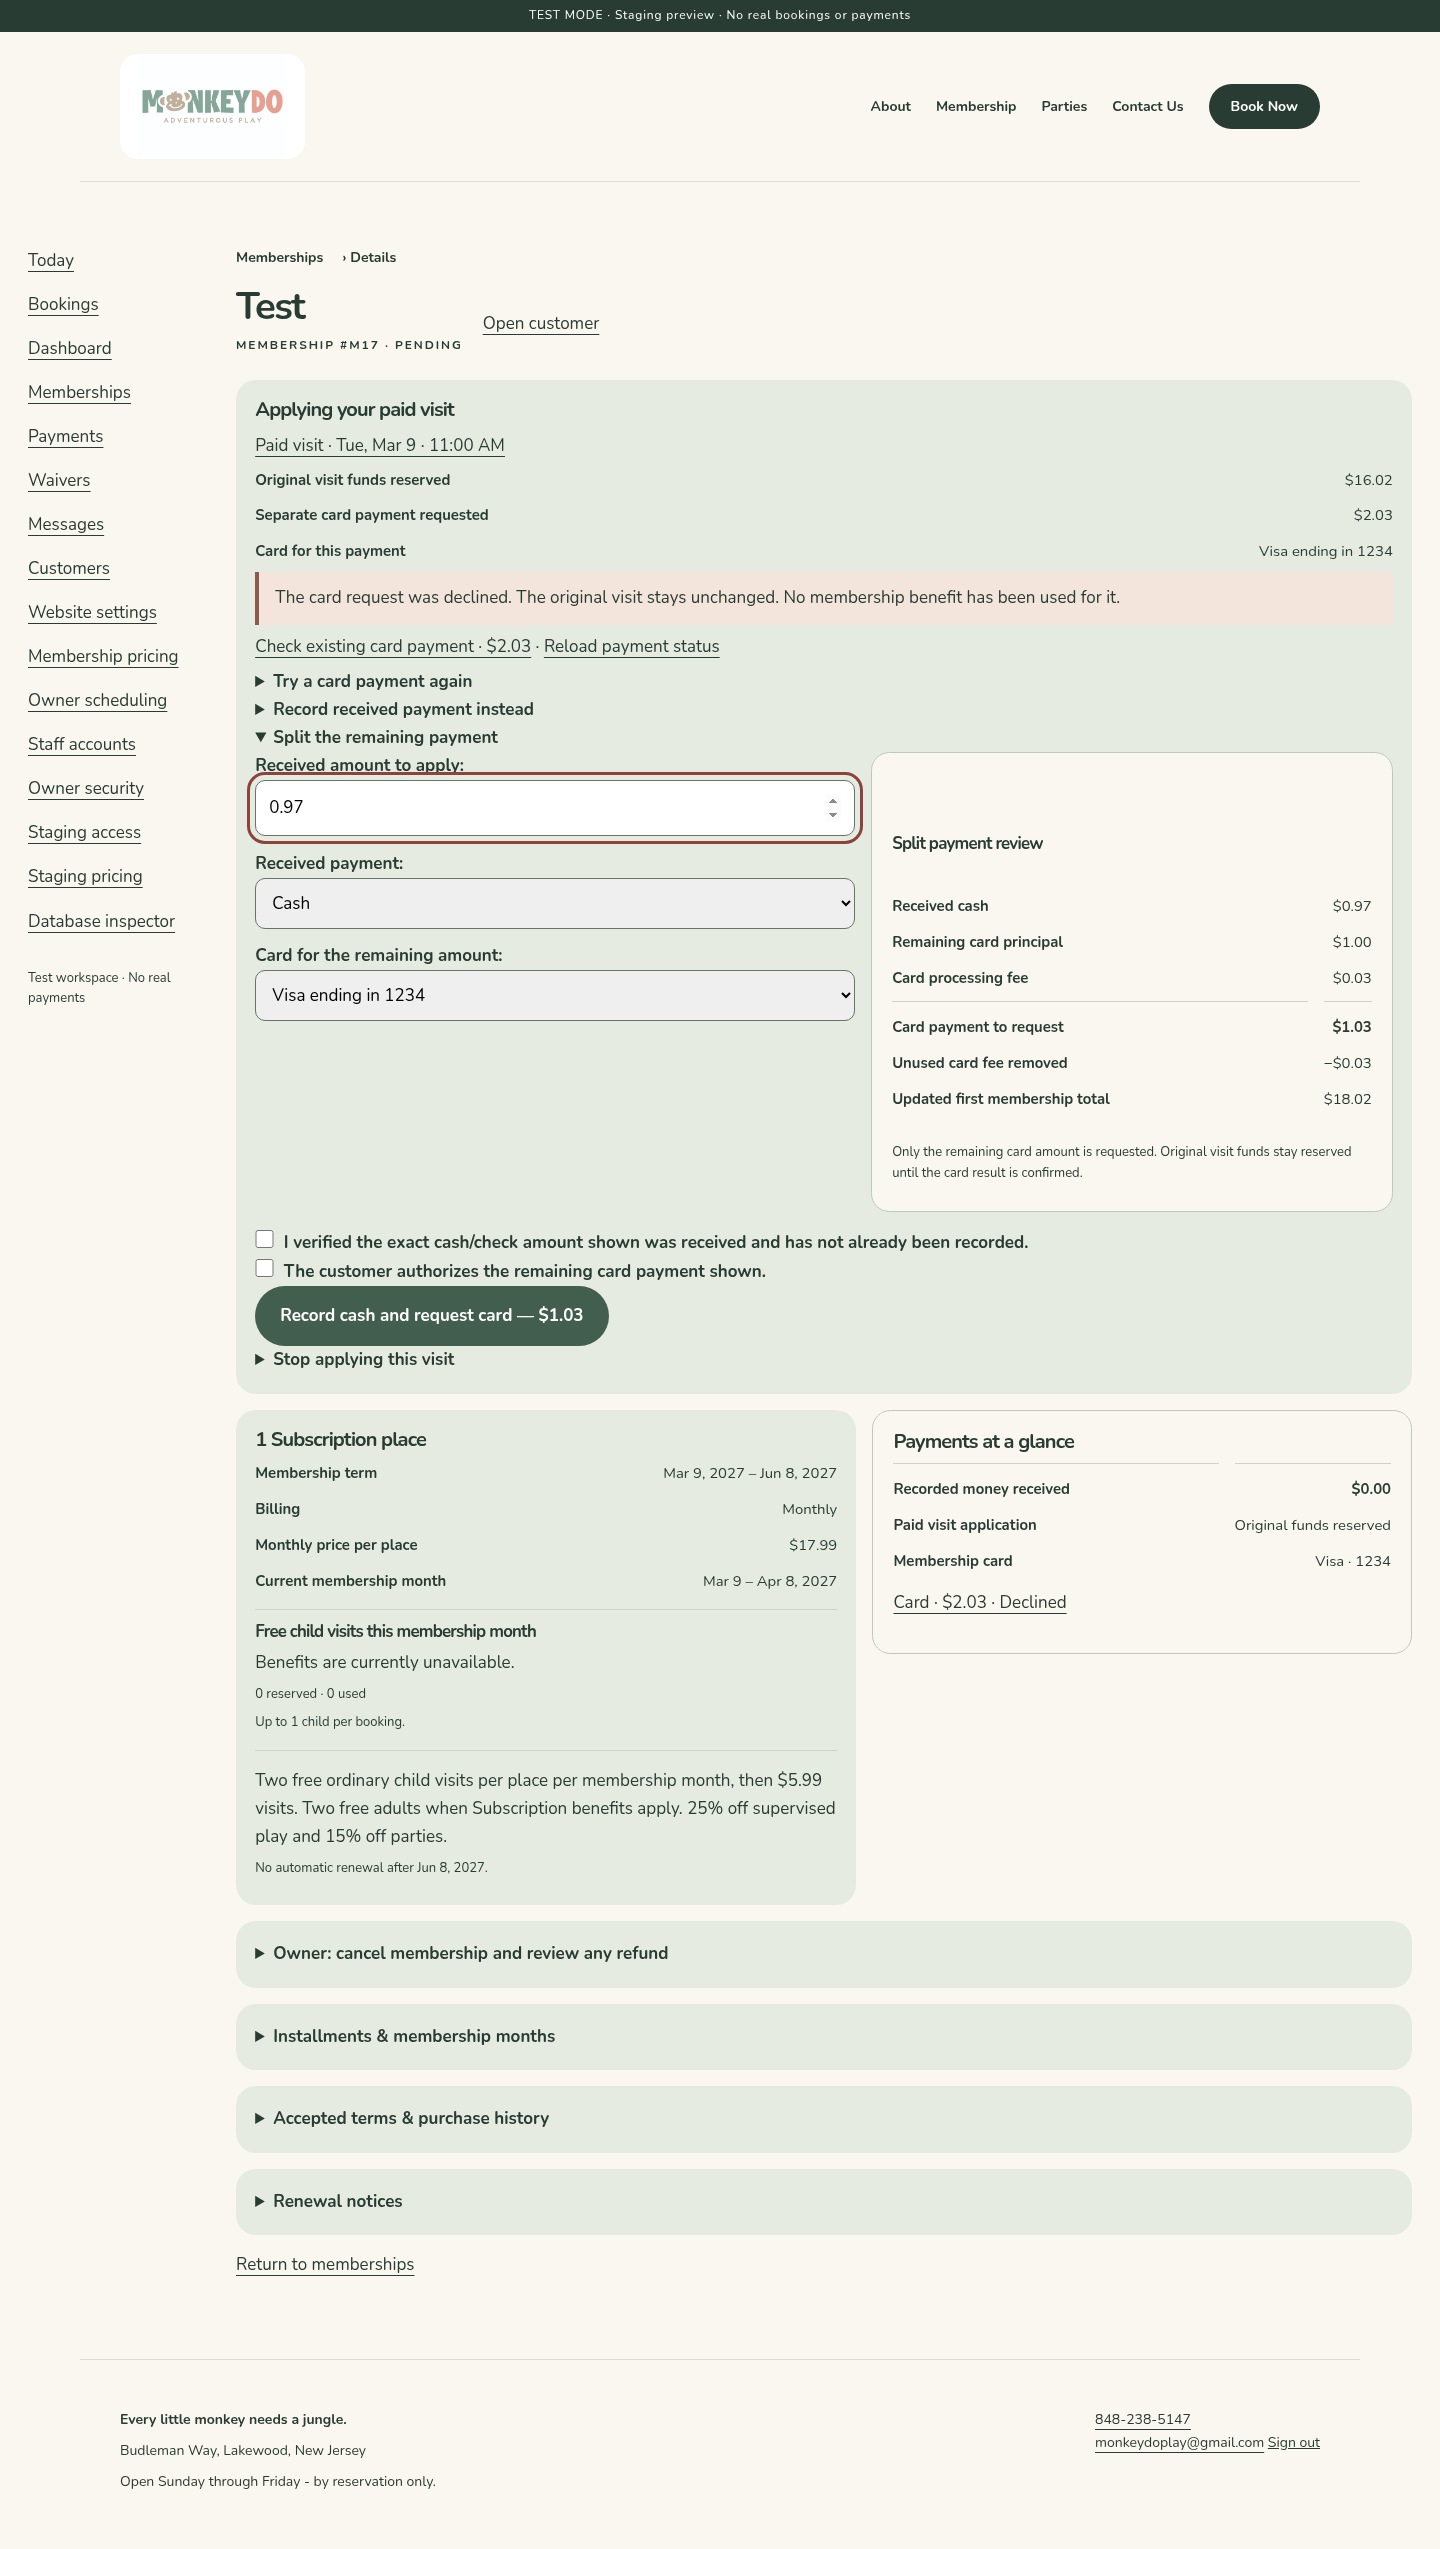 TEST MODE · Staging preview · No real bookings or payments
MONKEYDO
ADVENTUROUS PLAY
About
Membership
Parties
Contact Us
Book Now
Today
Bookings
Dashboard
Memberships
Payments
Waivers
Messages
Customers
Website settings
Membership pricing
Owner scheduling
Staff accounts
Owner security
Staging access
Staging pricing
Database inspector
Test workspace · No real
payments
Memberships › Details
Test
MEMBERSHIP #M17 · PENDING
Open customer
Applying your paid visit
Paid visit · Tue, Mar 9 · 11:00 AM
Original visit funds reserved $16.02
Separate card payment requested $2.03
Card for this payment Visa ending in 1234
The card request was declined. The original visit stays unchanged. No membership benefit has been used for it.
Check existing card payment · $2.03 · Reload payment status
Try a card payment again
Record received payment instead
Split the remaining payment
Received amount to apply:
0.97
Received payment:
Cash
Card for the remaining amount:
Visa ending in 1234
Split payment review
Received cash $0.97
Remaining card principal $1.00
Card processing fee $0.03
Card payment to request $1.03
Unused card fee removed −$0.03
Updated first membership total $18.02
Only the remaining card amount is requested. Original visit funds stay reserved
until the card result is confirmed.
I verified the exact cash/check amount shown was received and has not already been recorded.
The customer authorizes the remaining card payment shown.
Record cash and request card — $1.03
Stop applying this visit
1 Subscription place
Membership term Mar 9, 2027 – Jun 8, 2027
Billing Monthly
Monthly price per place $17.99
Current membership month Mar 9 – Apr 8, 2027
Free child visits this membership month
Benefits are currently unavailable.
0 reserved · 0 used
Up to 1 child per booking.
Two free ordinary child visits per place per membership month, then $5.99
visits. Two free adults when Subscription benefits apply. 25% off supervised
play and 15% off parties.
No automatic renewal after Jun 8, 2027.
Payments at a glance
Recorded money received $0.00
Paid visit application Original funds reserved
Membership card Visa · 1234
Card · $2.03 · Declined
Owner: cancel membership and review any refund
Installments & membership months
Accepted terms & purchase history
Renewal notices
Return to memberships
Every little monkey needs a jungle.
Budleman Way, Lakewood, New Jersey
Open Sunday through Friday - by reservation only.
848-238-5147
monkeydoplay@gmail.com Sign out